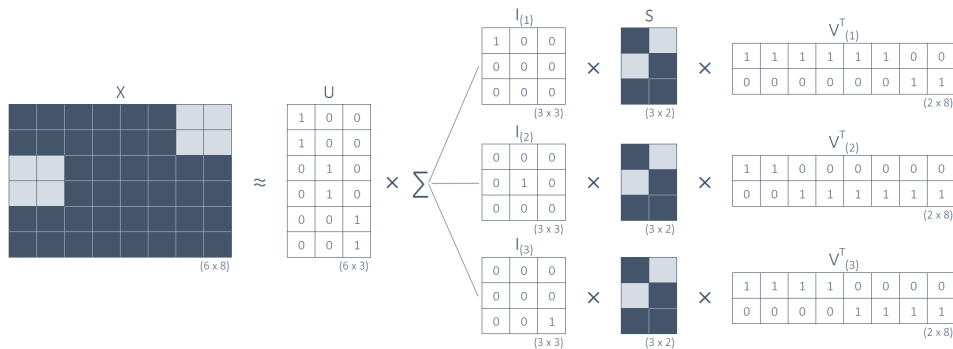 I(1) S V^T(1)
1 0 0
0 0 0
0 0 0
(3 x 3)
×
(3 x 2)
×
1 1 1 1 1 1 0 0
0 0 0 0 0 0 1 1
(2 x 8)
X
(6 x 8)
≈
U
1 0 0
1 0 0
0 1 0
0 1 0
0 0 1
0 0 1
(6 x 3)
× ∑
I(2)
0 0 0
0 1 0
0 0 0
(3 x 3)
×
(3 x 2)
×
V^T(2)
1 1 0 0 0 0 0 0
0 0 1 1 1 1 1 1
(2 x 8)
I(3)
0 0 0
0 0 0
0 0 1
(3 x 3)
×
(3 x 2)
×
V^T(3)
1 1 1 1 0 0 0 0
0 0 0 0 1 1 1 1
(2 x 8)